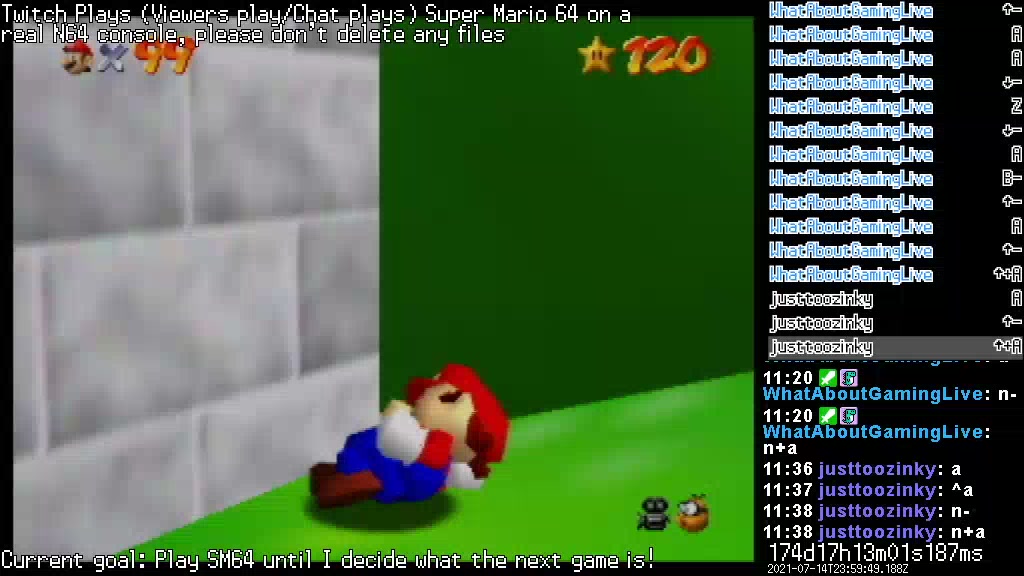 Twitch Plays (Viewers play/Chat plays) Super Mario 64 on a
real N64 console, please don't delete any files
99
120
WhatAboutGamingLive ↑-
WhatAboutGamingLive A
WhatAboutGamingLive A
WhatAboutGamingLive ↓-
WhatAboutGamingLive Z
WhatAboutGamingLive ↓-
WhatAboutGamingLive A
WhatAboutGamingLive B-
WhatAboutGamingLive ↑-
WhatAboutGamingLive A
WhatAboutGamingLive ↑-
WhatAboutGamingLive ↑+A
justtoozinky A
justtoozinky ↑-
justtoozinky ↑+A
11:20
WhatAboutGamingLive: n-
11:20
WhatAboutGamingLive:
n+a
11:36 justtoozinky: a
11:37 justtoozinky: ^a
11:38 justtoozinky: n-
11:38 justtoozinky: n+a
174d17h13m01s187ms
2021-07-14T23:59:49.188Z
Current goal: Play SM64 until I decide what the next game is!